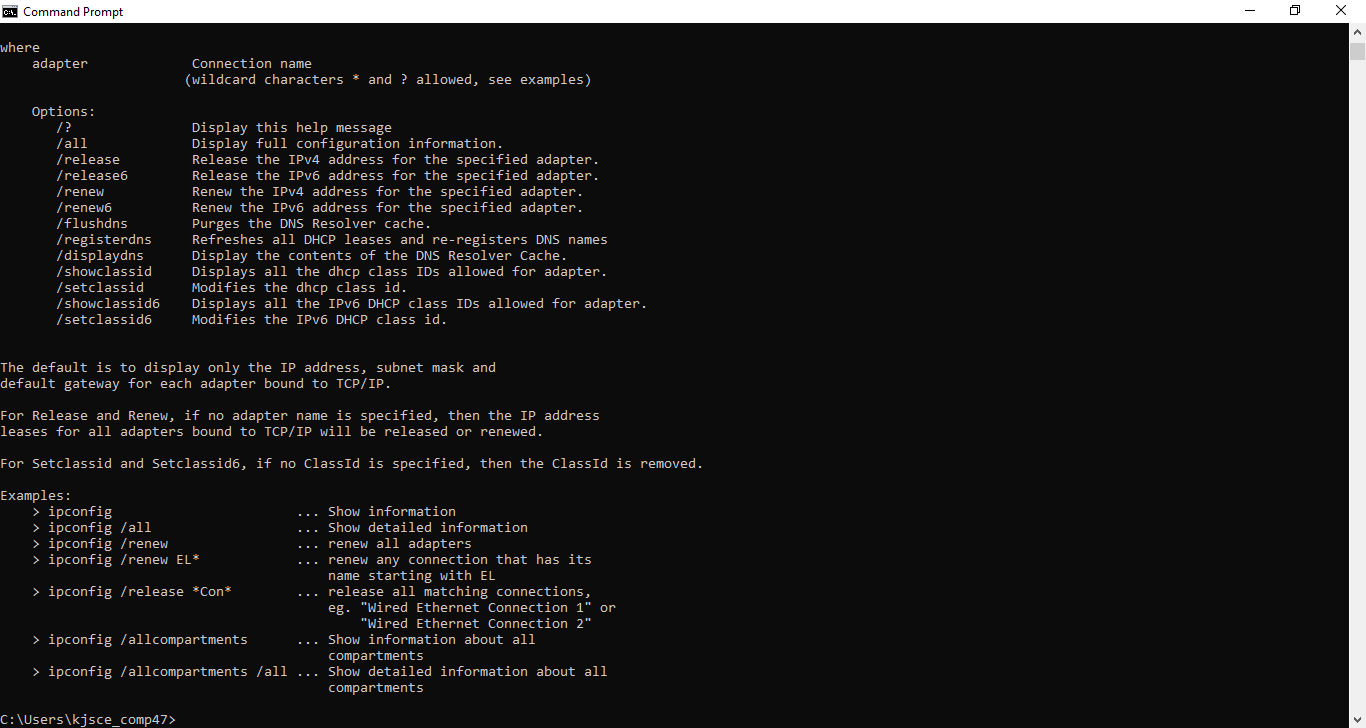 Command Prompt
where
    adapter             Connection name
                       (wildcard characters * and ? allowed, see examples)
    Options:
       /?               Display this help message
       /all             Display full configuration information.
       /release         Release the IPv4 address for the specified adapter.
       /release6        Release the IPv6 address for the specified adapter.
       /renew           Renew the IPv4 address for the specified adapter.
       /renew6          Renew the IPv6 address for the specified adapter.
       /flushdns        Purges the DNS Resolver cache.
       /registerdns     Refreshes all DHCP leases and re-registers DNS names
       /displaydns      Display the contents of the DNS Resolver Cache.
       /showclassid     Displays all the dhcp class IDs allowed for adapter.
       /setclassid      Modifies the dhcp class id.
       /showclassid6    Displays all the IPv6 DHCP class IDs allowed for adapter.
       /setclassid6     Modifies the IPv6 DHCP class id.
The default is to display only the IP address, subnet mask and
default gateway for each adapter bound to TCP/IP.
For Release and Renew, if no adapter name is specified, then the IP address
leases for all adapters bound to TCP/IP will be released or renewed.
For Setclassid and Setclassid6, if no ClassId is specified, then the ClassId is removed.
Examples:
    > ipconfig                       ... Show information
    > ipconfig /all                  ... Show detailed information
    > ipconfig /renew                ... renew all adapters
    > ipconfig /renew EL*            ... renew any connection that has its
                                         name starting with EL
    > ipconfig /release *Con*        ... release all matching connections,
                                         eg. "Wired Ethernet Connection 1" or
                                             "Wired Ethernet Connection 2"
    > ipconfig /allcompartments      ... Show information about all
                                         compartments
    > ipconfig /allcompartments /all ... Show detailed information about all
                                         compartments
C:\Users\kjsce_comp47>